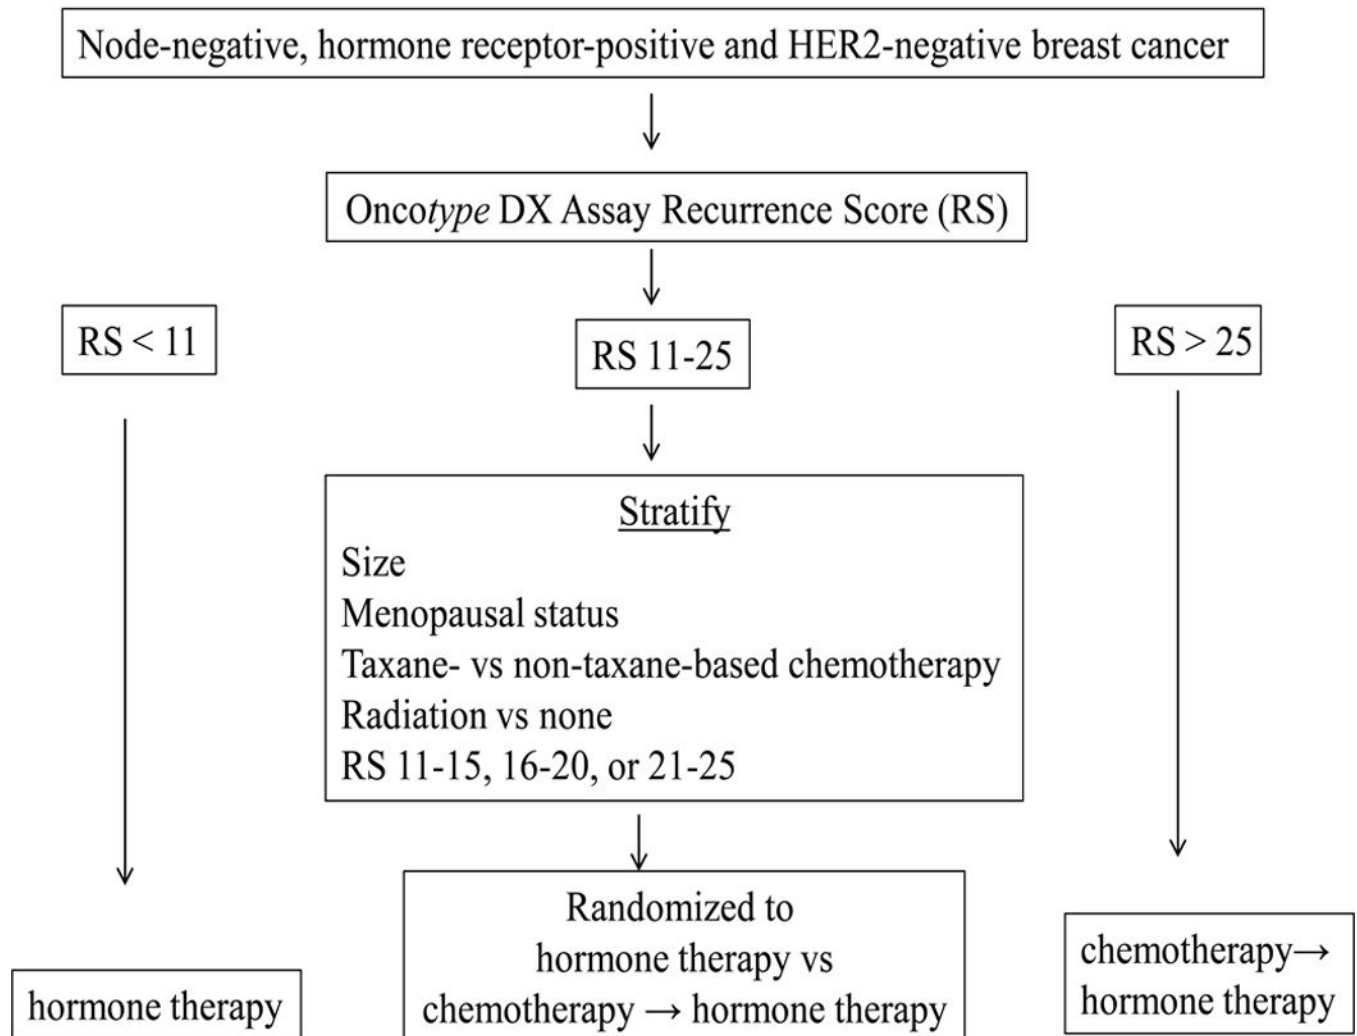 Node-negative, hormone receptor-positive and HER2-negative breast cancer
Oncotype DX Assay Recurrence Score (RS)
RS < 11
RS 11-25
RS > 25
Stratify
Size
Menopausal status
Taxane- vs non-taxane-based chemotherapy
Radiation vs none
RS 11-15, 16-20, or 21-25
hormone therapy
Randomized to
hormone therapy vs
chemotherapy → hormone therapy
chemotherapy→
hormone therapy